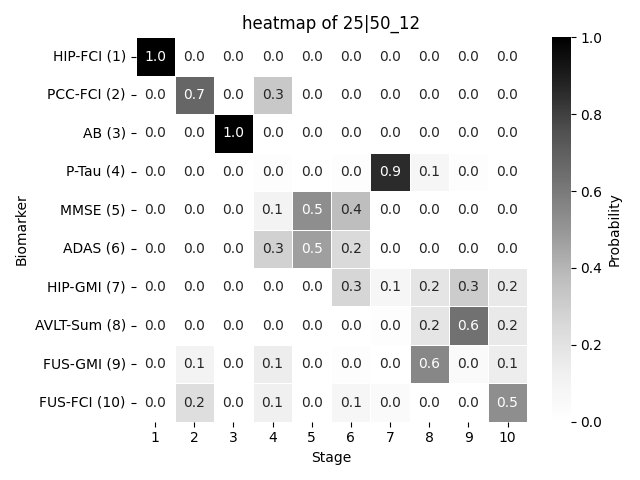 heatmap of 25|50_12
HIP-FCI (1) 1.0 0.0 0.0 0.0 0.0 0.0 0.0 0.0 0.0 0.0
PCC-FCI (2) 0.0 0.7 0.0 0.3 0.0 0.0 0.0 0.0 0.0 0.0
AB (3) 0.0 0.0 1.0 0.0 0.0 0.0 0.0 0.0 0.0 0.0
P-Tau (4) 0.0 0.0 0.0 0.0 0.0 0.0 0.9 0.1 0.0 0.0
MMSE (5) 0.0 0.0 0.0 0.1 0.5 0.4 0.0 0.0 0.0 0.0
ADAS (6) 0.0 0.0 0.0 0.3 0.5 0.2 0.0 0.0 0.0 0.0
HIP-GMI (7) 0.0 0.0 0.0 0.0 0.0 0.3 0.1 0.2 0.3 0.2
AVLT-Sum (8) 0.0 0.0 0.0 0.0 0.0 0.0 0.0 0.2 0.6 0.2
FUS-GMI (9) 0.0 0.1 0.0 0.1 0.0 0.0 0.0 0.6 0.0 0.1
FUS-FCI (10) 0.0 0.2 0.0 0.1 0.0 0.1 0.0 0.0 0.0 0.5
1 2 3 4 5 6 7 8 9 10
Stage
Biomarker
1.0
0.8
0.6
0.4
0.2
0.0
Probability